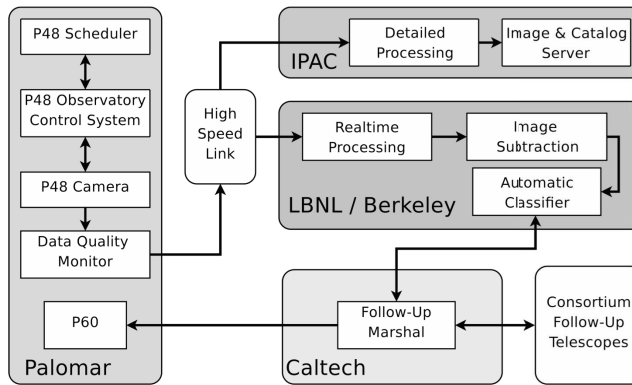 P48 Scheduler
P48 Observatory
Control System
P48 Camera
Data Quality
Monitor
P60
Palomar
High
Speed
Link
Detailed
Processing
Image & Catalog
Server
IPAC
Realtime
Processing
Image
Subtraction
Automatic
Classifier
LBNL / Berkeley
Follow-Up
Marshal
Caltech
Consortium
Follow-Up
Telescopes